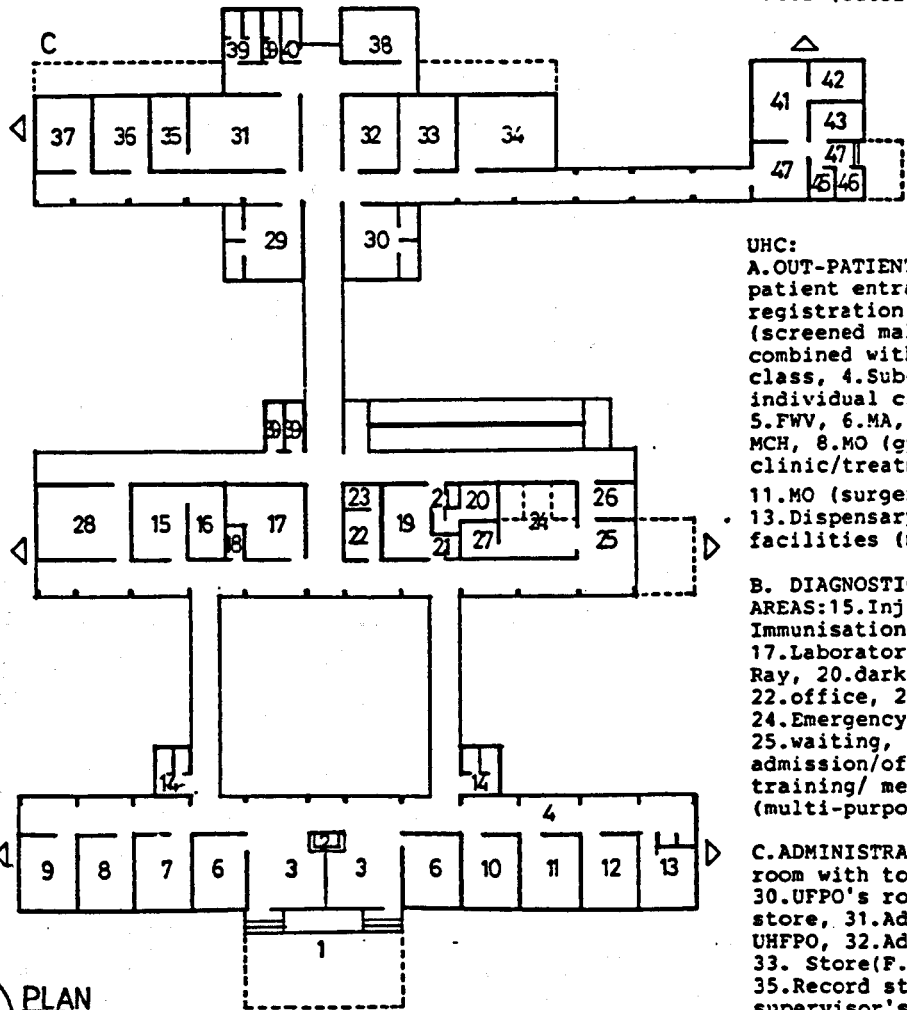 C
39 39 40 38
37 36 35 31 32 33 34
29 30
41 42
43
47 47
45 46
39 39
28 15 16 18 17 23 22 19 21 21 20 27 24 26 25
14 14
4
9 8 7 6 3 2 3 6 10 11 12 13
1
PLAN
UHC:
A.OUT-PATIENT
patient entra
registration
(screened ma
combined wit
class, 4.Sub
individual c
5.FWV, 6.MA,
MCH, 8.MO (g
clinic/treat
11.MO (surge
13.Dispensar
facilities (
B. DIAGNOSTI
AREAS:15.Inj
Immunisation
17.Laborator
Ray, 20.dark
22.office, 2
24.Emergency
25.waiting,
admission/of
training/ me
(multi-purpo
C.ADMINISTRA
room with to
30.UFPO's ro
store, 31.Ad
UHFPO, 32.Ad
33. Store(F.
35.Record st
supervisor's